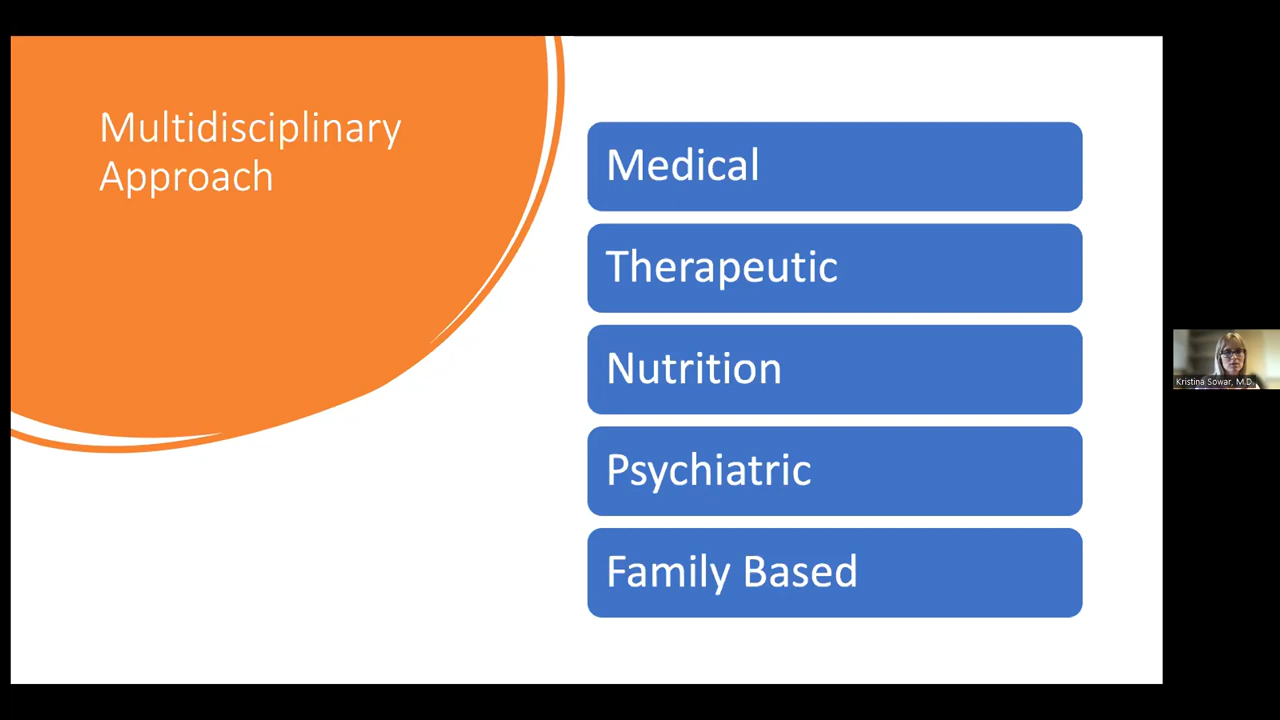 Multidisciplinary
Approach
Medical
Therapeutic
Nutrition
Psychiatric
Family Based
Kristina Sowar, M.D.